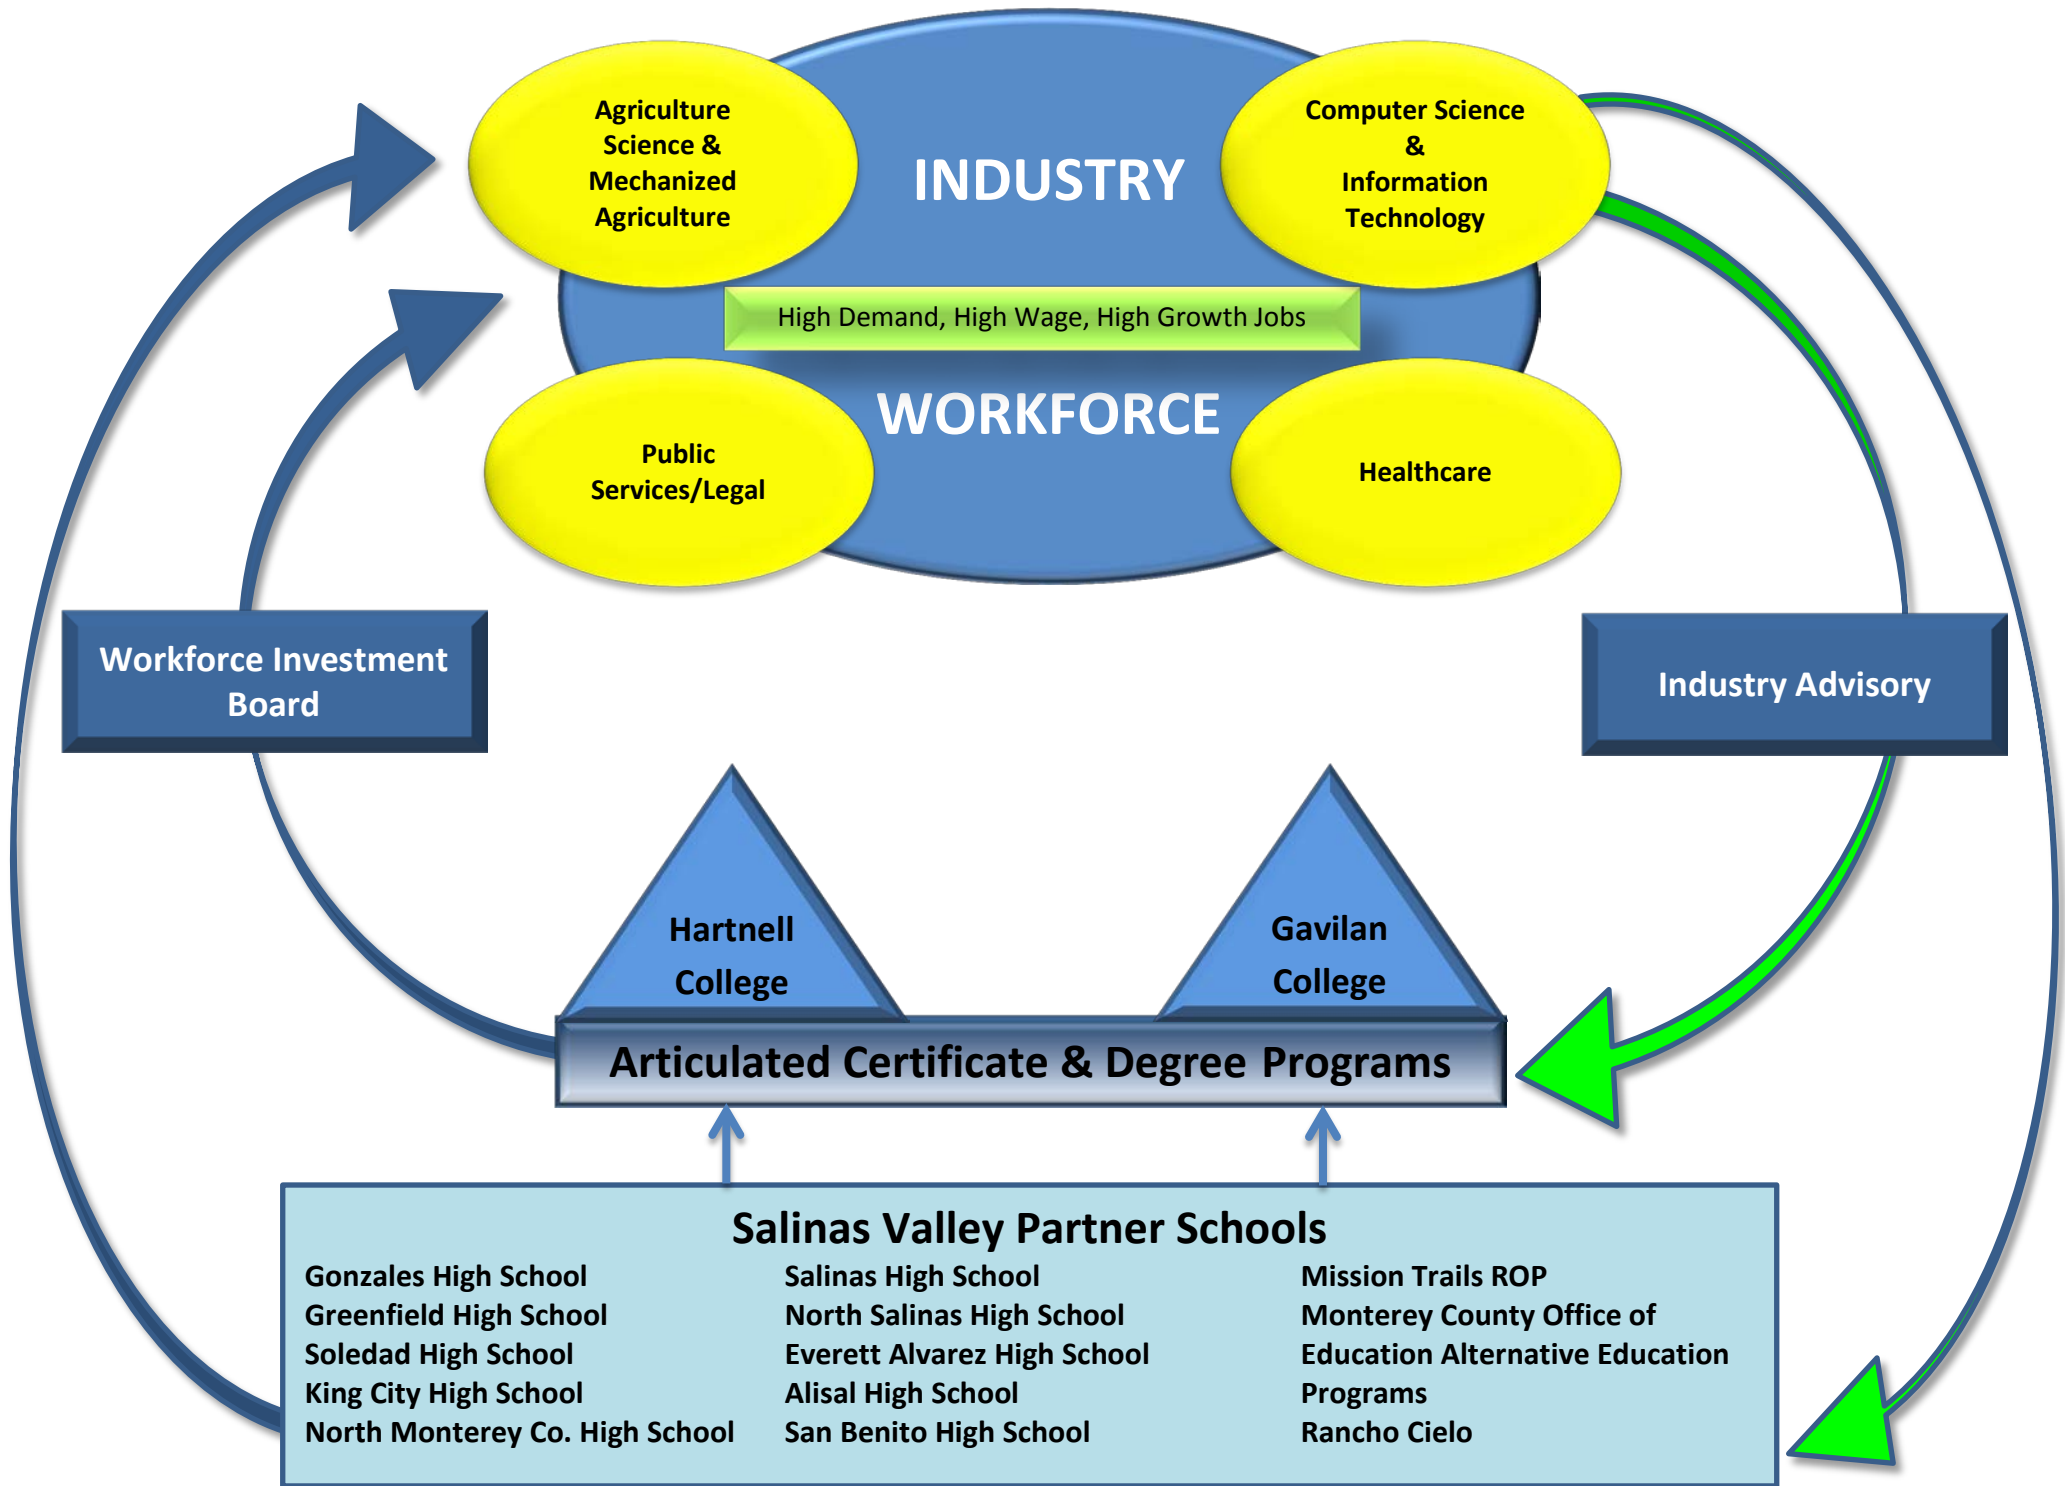 Agriculture
Science &
Mechanized
Agriculture
INDUSTRY
Computer Science
&
Information
Technology
High Demand, High Wage, High Growth Jobs
WORKFORCE
Public
Services/Legal
Healthcare
Workforce Investment
Board
Industry Advisory
Hartnell
College
Gavilan
College
Articulated Certificate & Degree Programs
Salinas Valley Partner Schools
Gonzales High School
Greenfield High School
Soledad High School
King City High School
North Monterey Co. High School
Salinas High School
North Salinas High School
Everett Alvarez High School
Alisal High School
San Benito High School
Mission Trails ROP
Monterey County Office of
Education Alternative Education
Programs
Rancho Cielo